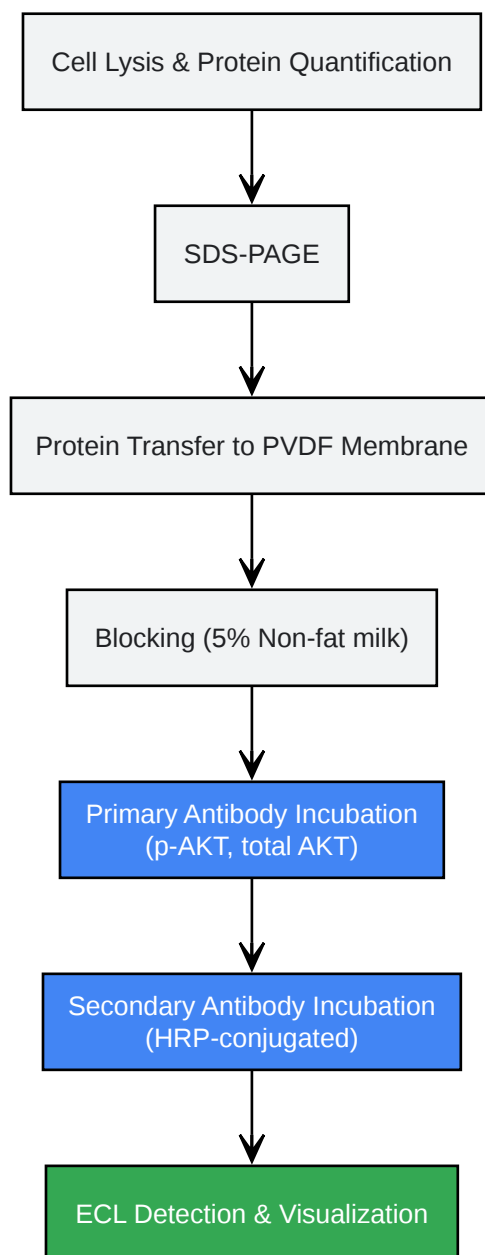 Cell Lysis & Protein Quantification
SDS-PAGE
Protein Transfer to PVDF Membrane
Blocking (5% Non-fat milk)
Primary Antibody Incubation
(p-AKT, total AKT)
Secondary Antibody Incubation
(HRP-conjugated)
ECL Detection & Visualization